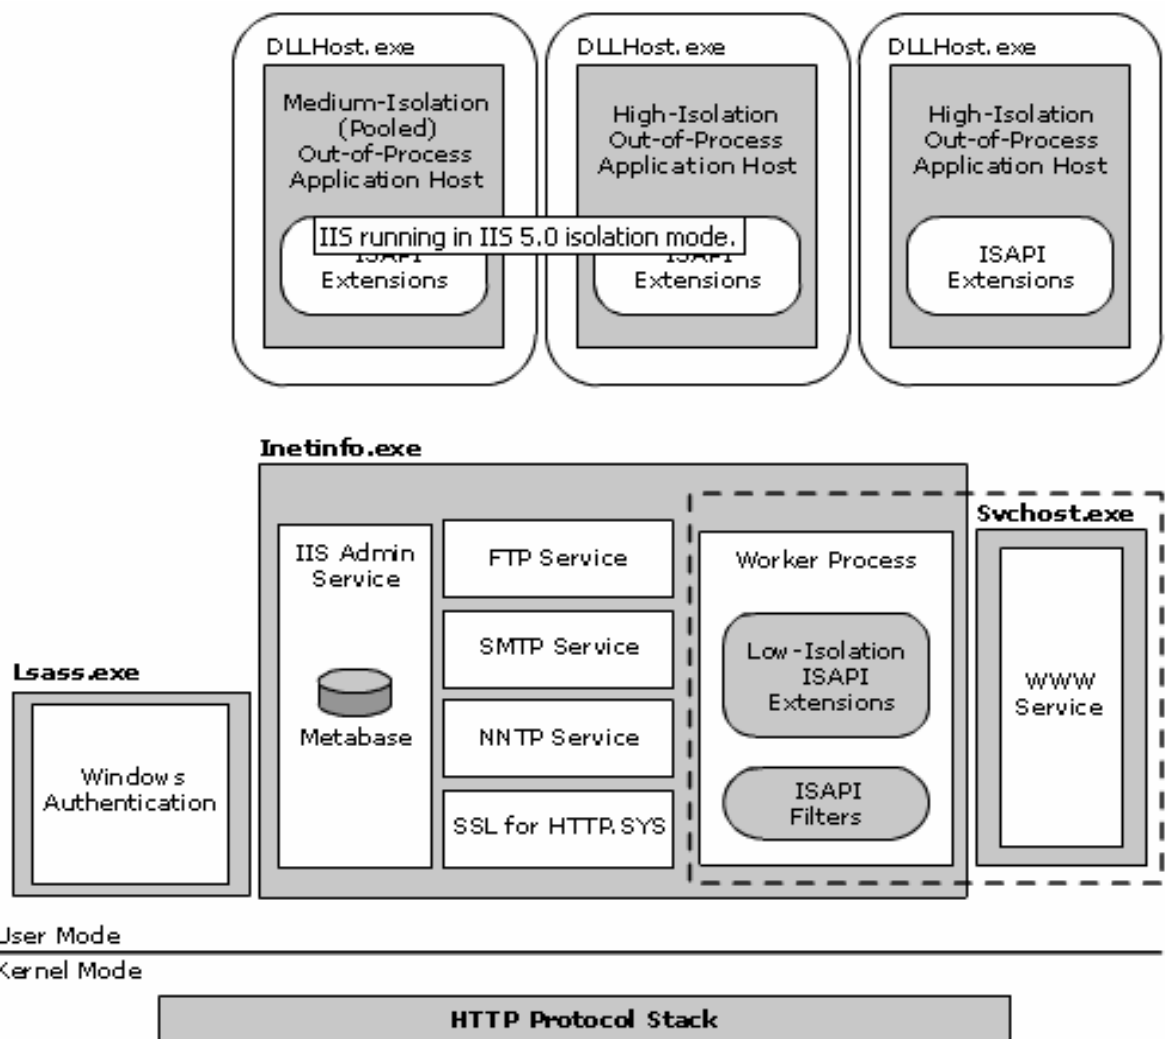 DLLHost.exe
Medium-Isolation
(Pooled)
Out-of-Process
Application Host
Extensions
DLLHost.exe
High-Isolation
Out-of-Process
Application Host
ISAPI
Extensions
DLLHost.exe
High-Isolation
Out-of-Process
Application Host
ISAPI
Extensions
IIS running in IIS 5.0 isolation mode.
ISAPI
Inetinfo.exe
IIS Admin
Service
Metabase
FTP Service
SMTP Service
NNTP Service
SSL for HTTP.SYS
Worker Process
Low-Isolation
ISAPI
Extensions
ISAPI
Filters
Svchost.exe
WWW
Service
Lsass.exe
Windows
Authentication
User Mode
Kernel Mode
HTTP Protocol Stack